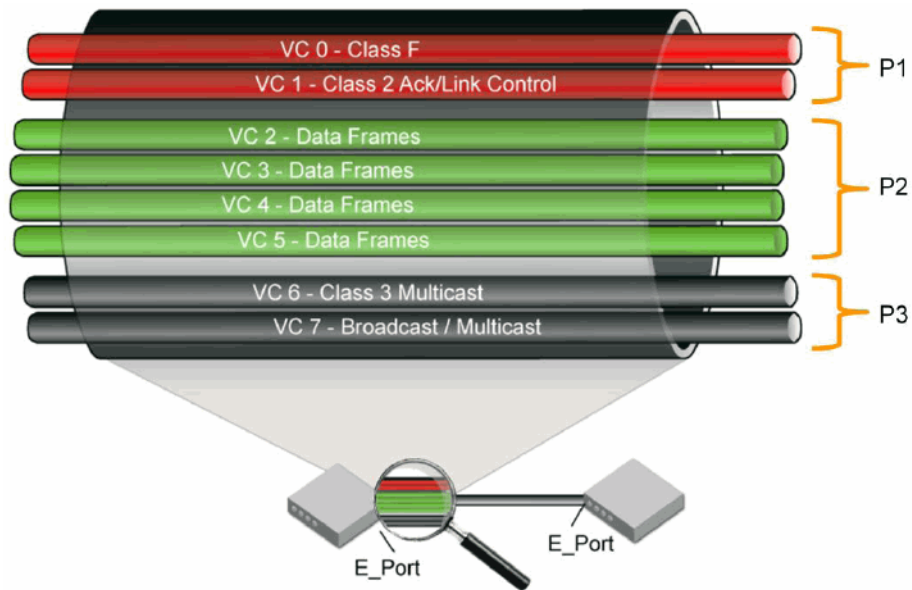 VC 0 - Class F
VC 1 - Class 2 Ack/Link Control
P1
VC 2 - Data Frames
VC 3 - Data Frames
VC 4 - Data Frames
VC 5 - Data Frames
P2
VC 6 - Class 3 Multicast
VC 7 - Broadcast / Multicast
P3
E_Port
E_Port